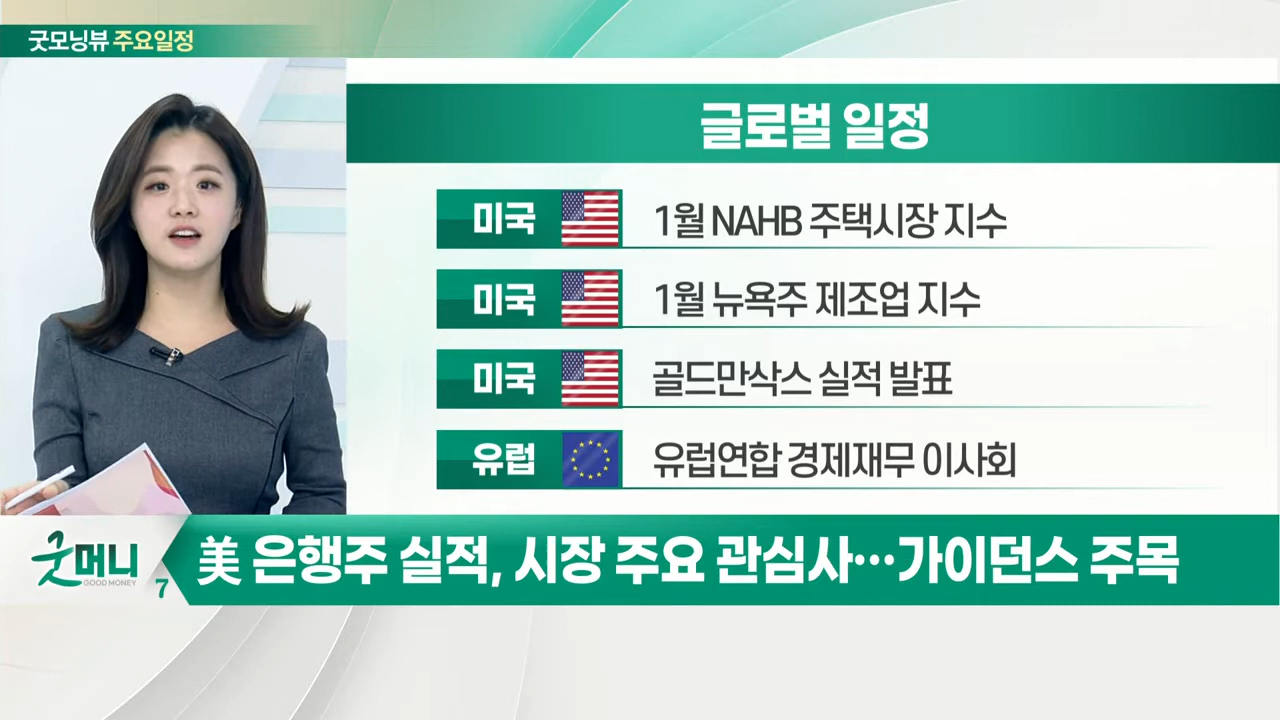 굿모닝뷰 주요일정
글로벌 일정
미국 1월 NAHB 주택시장 지수
미국 1월 뉴욕주 제조업 지수
미국 골드만삭스 실적 발표
유럽 유럽연합 경제재무 이사회
굿머니 GOOD MONEY 7
美 은행주 실적, 시장 주요 관심사…가이던스 주목